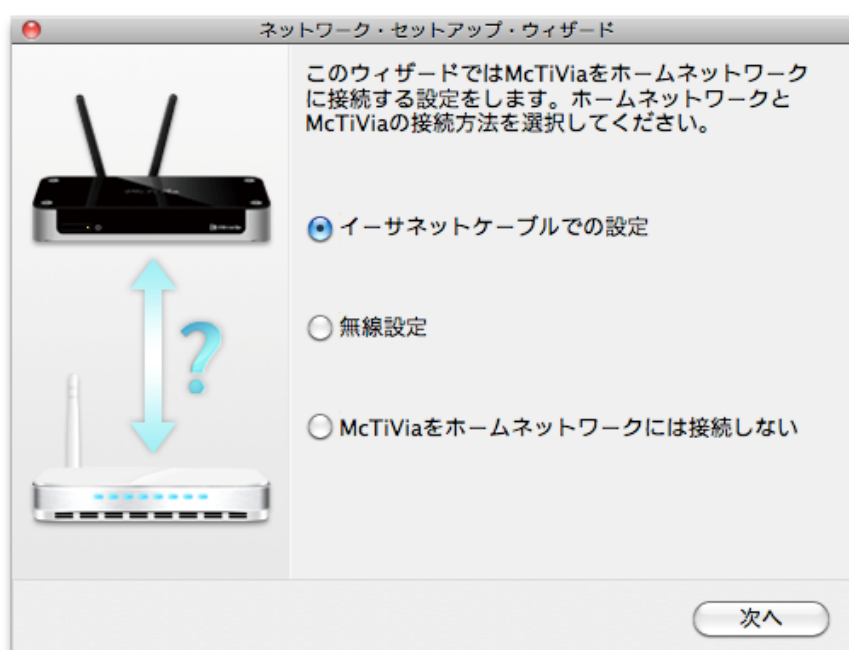 ネットワーク・セットアップ・ウィザード
このウィザードではMcTiViaをホームネットワーク
に接続する設定をします。ホームネットワークと
McTiViaの接続方法を選択してください。
イーサネットケーブルでの設定
無線設定
McTiViaをホームネットワークには接続しない
次へ